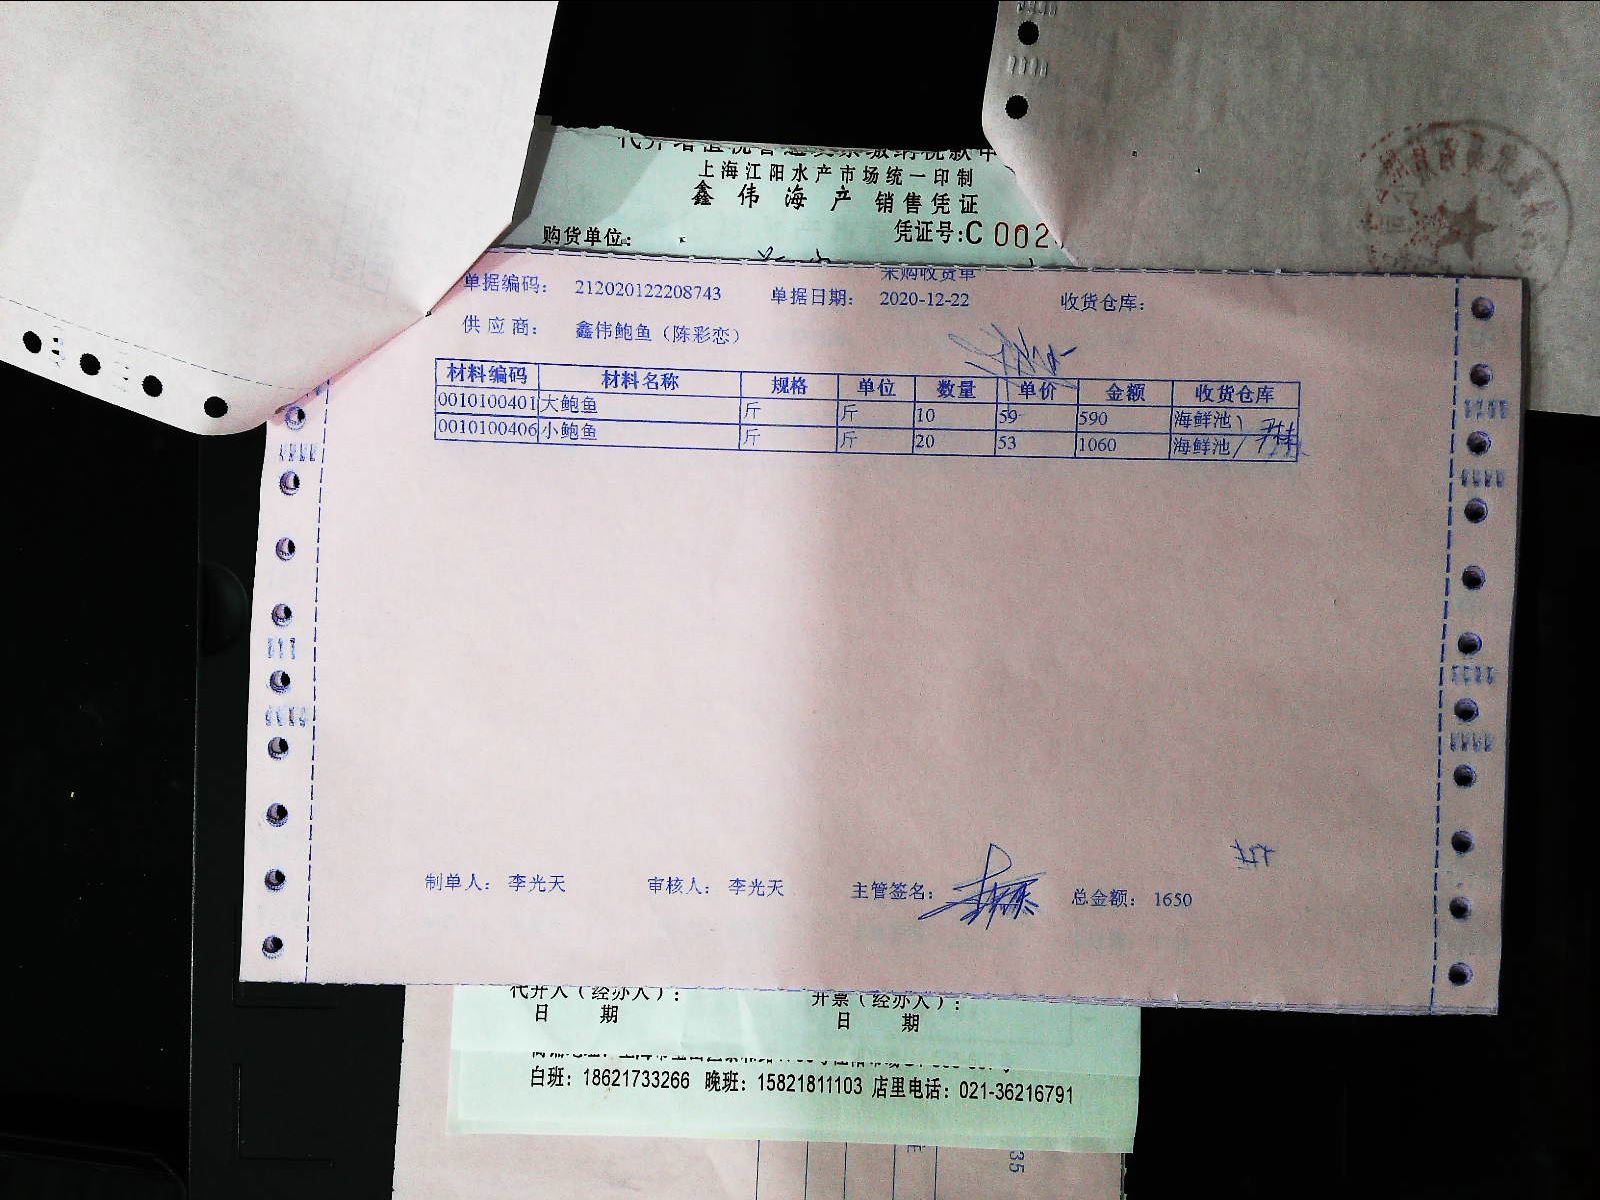 上海江阳水产市场统一印制
鑫伟海产 销售凭证
购货单位：
凭证号:C 002
采购收货单
单据编码： 212020122208743 单据日期： 2020-12-22 收货仓库：
供应商： 鑫伟鲍鱼（陈彩恋）
材料编码 材料名称 规格 单位 数量 单价 金额 收货仓库
0010100401 大鲍鱼 斤 斤 10 59 590 海鲜池
0010100406 小鲍鱼 斤 斤 20 53 1060 海鲜池
制单人： 李光天 审核人： 李光天 主管签名： 总金额： 1650
代开人（经办人）： 开票（经办人）：
日 期 日 期
白班：18621733266 晚班：15821811103 店里电话：021-36216791
35